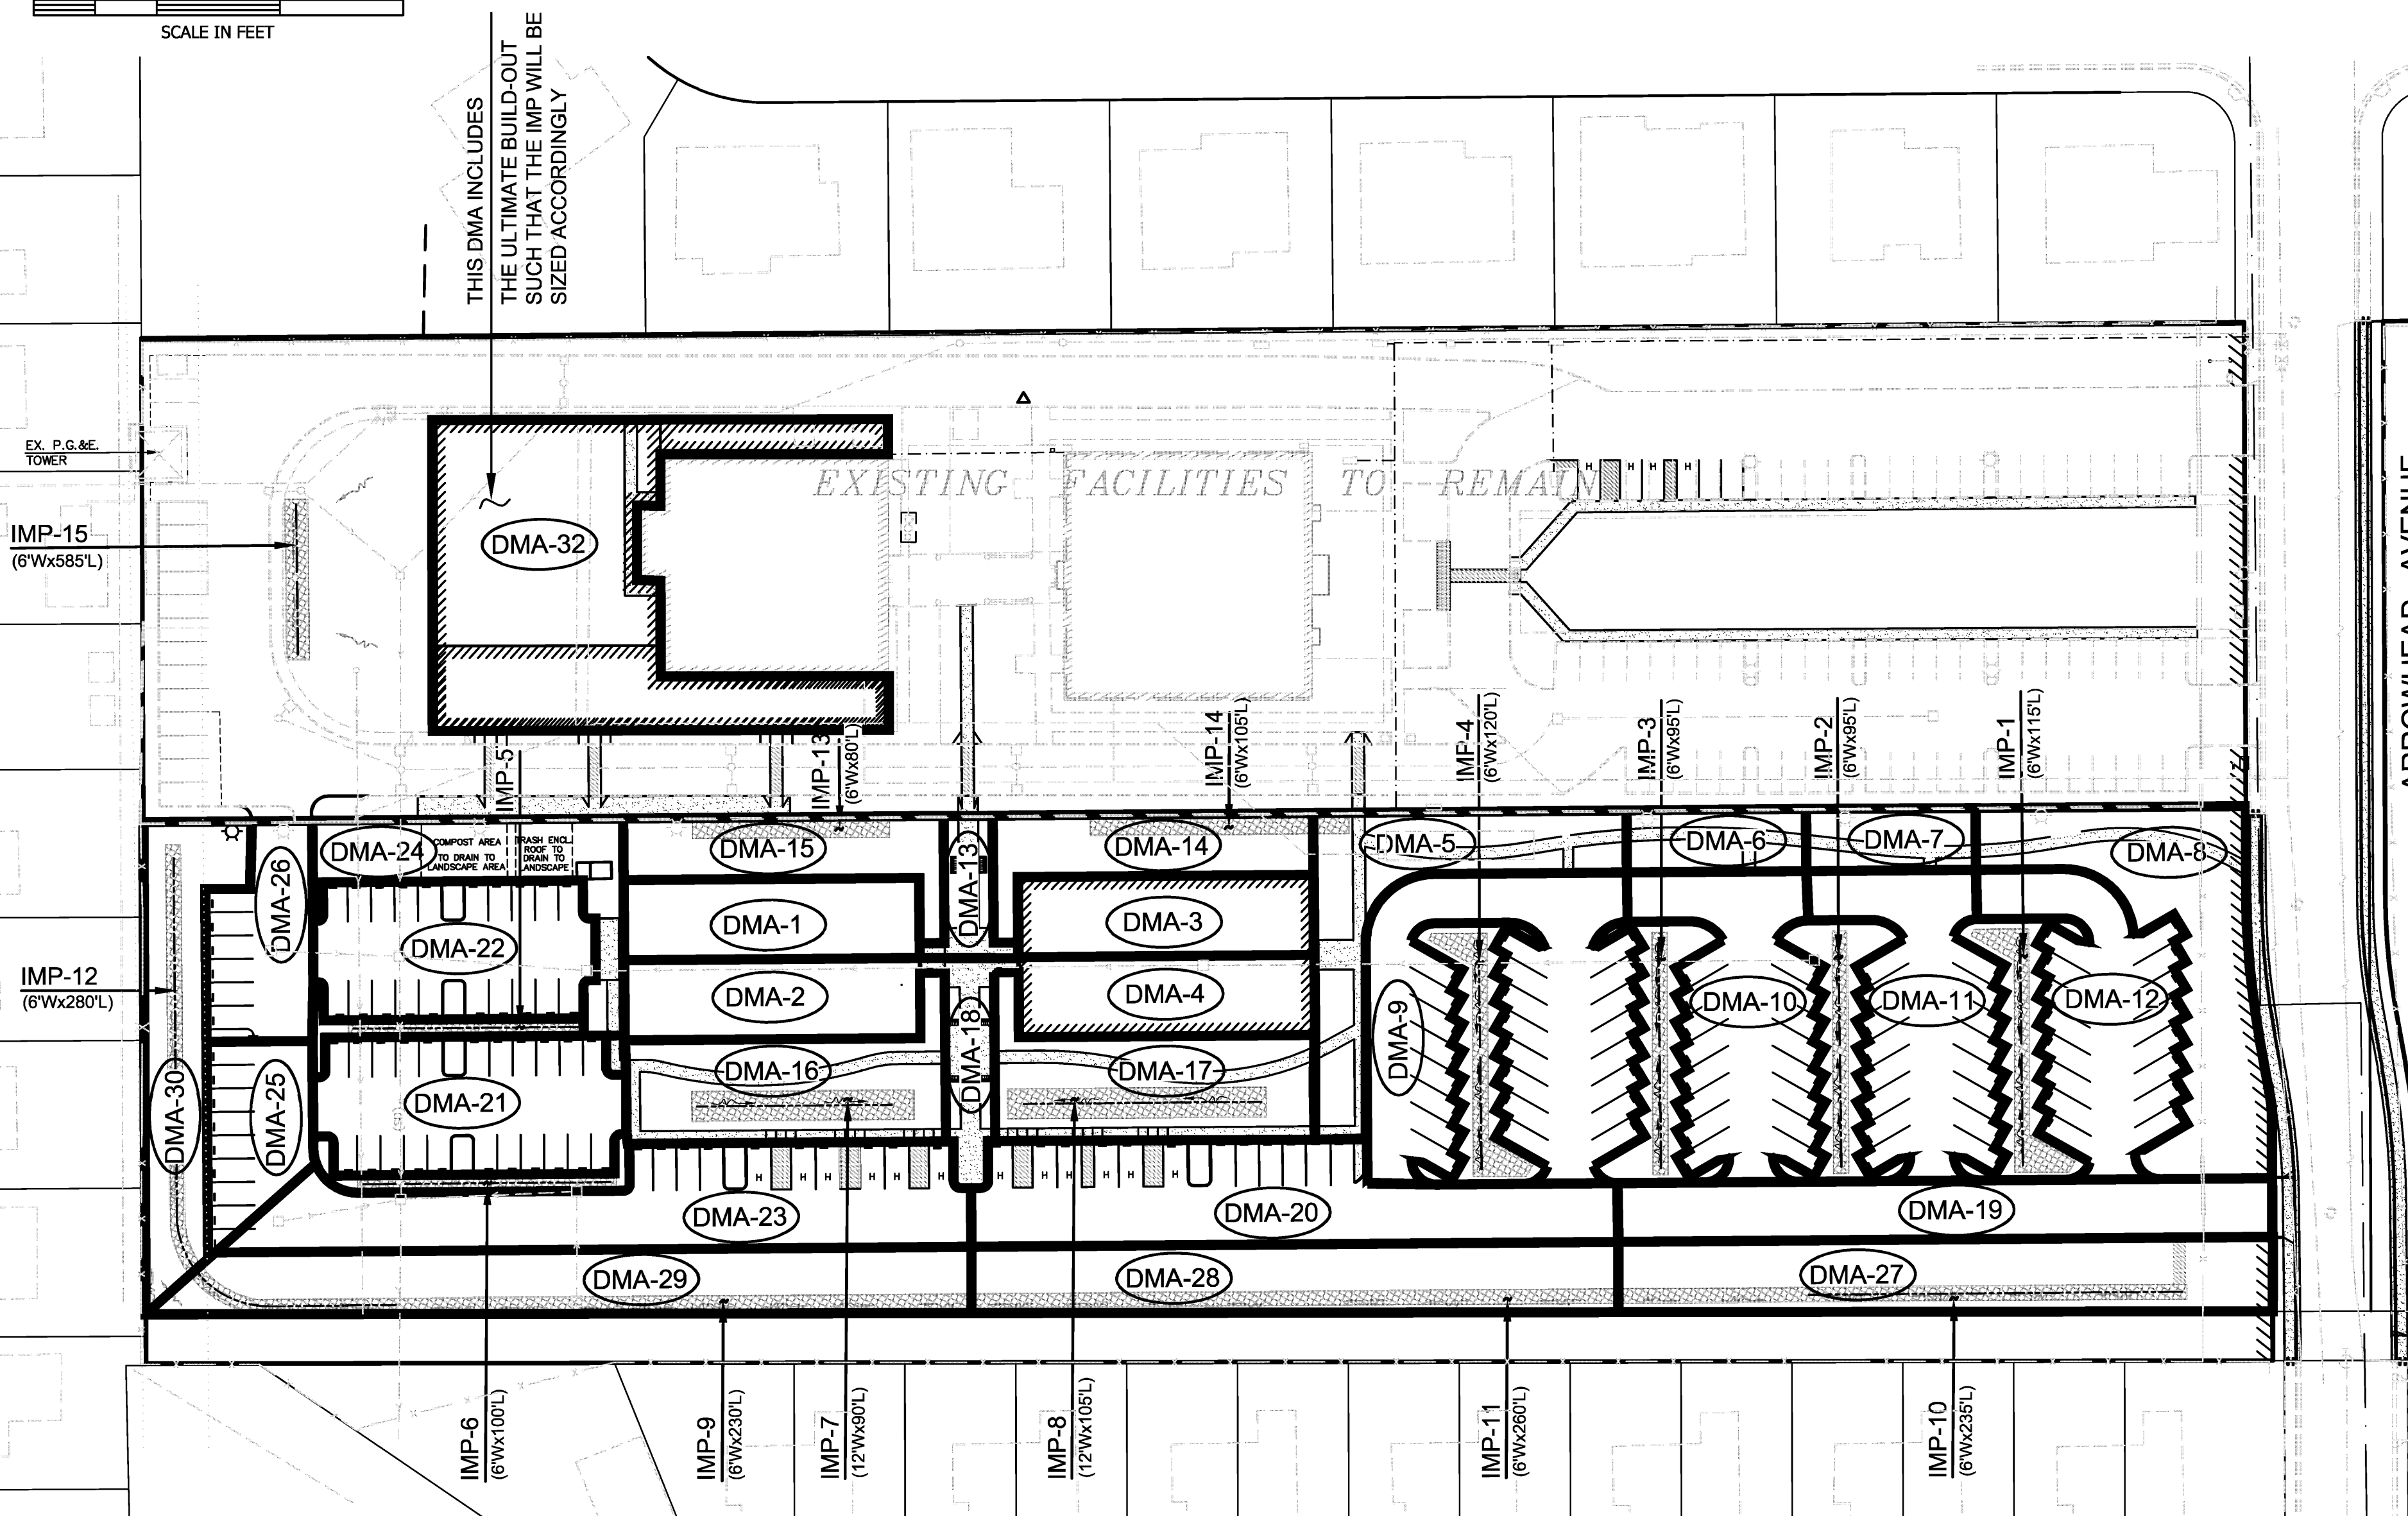 SCALE IN FEET
THIS DMA INCLUDES
THE ULTIMATE BUILD-OUT
SUCH THAT THE IMP WILL BE
SIZED ACCORDINGLY
EX. P.G.&E.
TOWER
EXISTING FACILITIES TO REMAIN
H H H
IMP-15
(6'Wx585'L)
DMA-32
ARROWHEAD AVENUE
IMP-5
IMP-13
(6'Wx80'L)
IMP-14
(6'Wx105'L)
IMP-4
(6'Wx120'L)
IMP-3
(6'Wx95'L)
IMP-2
(6'Wx95'L)
IMP-1
(6'Wx115'L)
DMA-24
COMPOST AREA
TO DRAIN TO
LANDSCAPE AREA
TRASH ENCL.
ROOF TO
DRAIN TO
LANDSCAPE
DMA-15
DMA-13
DMA-14
DMA-5
DMA-6
DMA-7
DMA-8
DMA-26
DMA-22
DMA-1
DMA-3
IMP-12
(6'Wx280'L)
DMA-2
DMA-4
DMA-9
DMA-10
DMA-11
DMA-12
DMA-30
DMA-25
DMA-21
DMA-16
DMA-18
DMA-17
(SD)
H H H H H H H H H
DMA-23
DMA-20
DMA-19
DMA-29
DMA-28
DMA-27
IMP-6
(6'Wx100'L)
IMP-9
(6'Wx230'L)
IMP-7
(12'Wx90'L)
IMP-8
(12'Wx105'L)
IMP-11
(6'Wx260'L)
IMP-10
(6'Wx235'L)